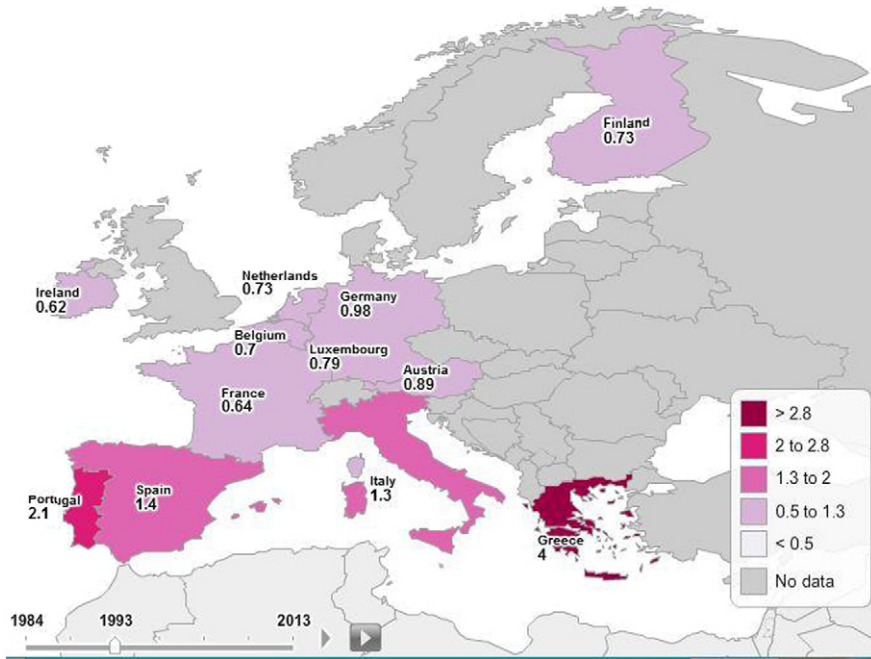 Finland
0.73
Netherlands
0.73
Ireland
0.62
Germany
0.98
Belgium
0.7
Luxembourg
0.79
Austria
0.89
France
0.64
Italy
1.3
Spain
1.4
Portugal
2.1
Greece
4
> 2.8
2 to 2.8
1.3 to 2
0.5 to 1.3
< 0.5
No data
1984 1993 2013